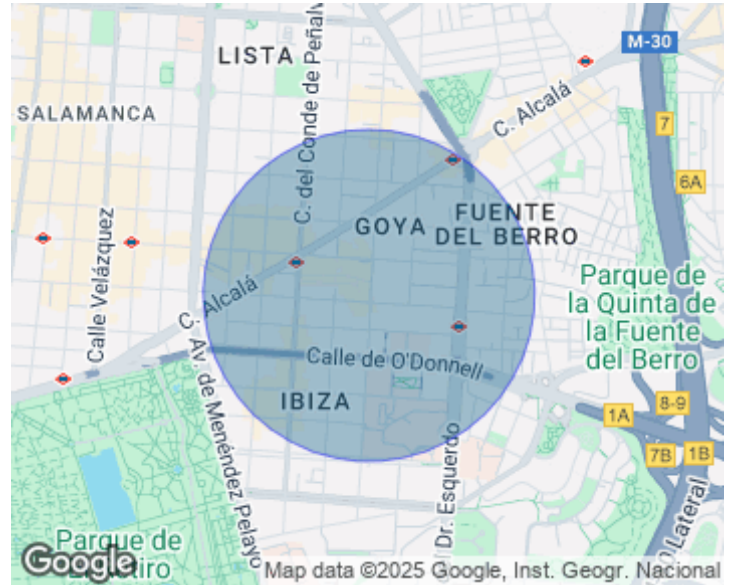 LISTA
M-30
SALAMANCA
C. del Conde de Peñalv
C. Alcalá
7
6A
GOYA
FUENTE
DEL BERRO
Calle Velázquez
C. Alcalá
Parque de
la Quinta de
la Fuente
del Berro
Av. de Menéndez Pelayo
Calle de O'Donnell
IBIZA
8-9
1A
7B
1B
Dr. Esquerdo
Lateral
Parque de
Google
tiro
Map data ©2025 Google, Inst. Geogr. Nacional